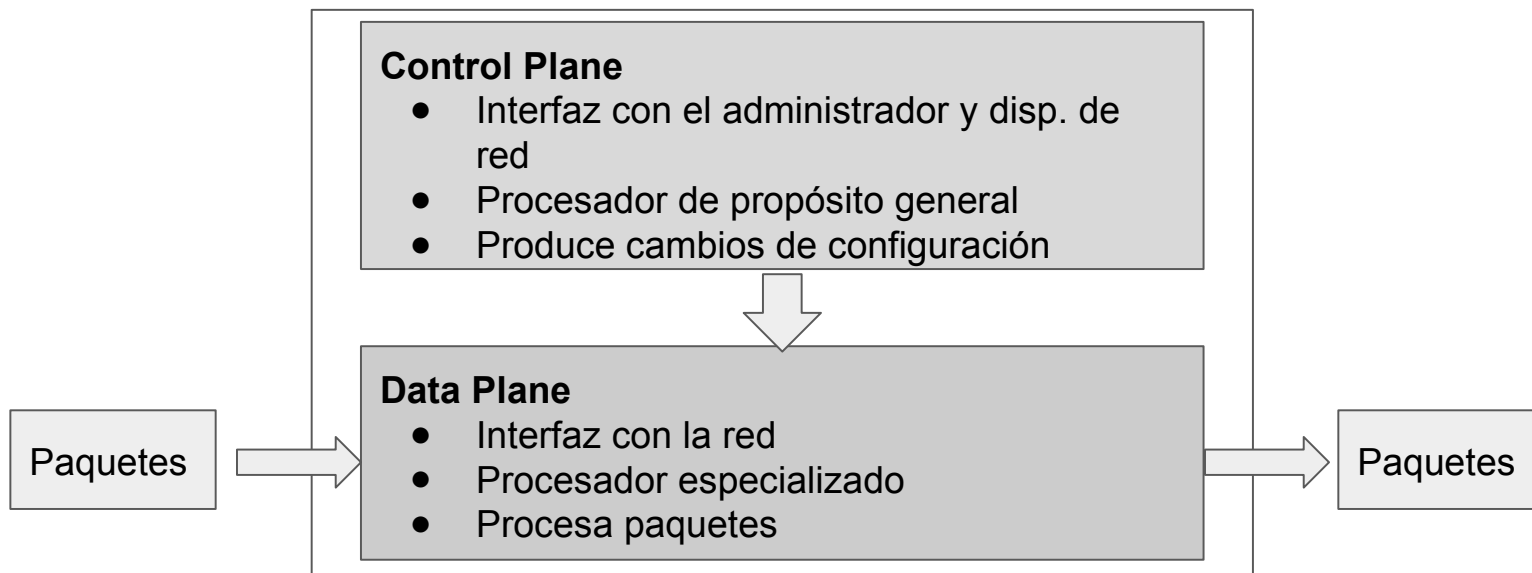 Control Plane
● Interfaz con el administrador y disp. de
red
● Procesador de propósito general
● Produce cambios de configuración
Data Plane
● Interfaz con la red
● Procesador especializado
● Procesa paquetes
Paquetes
Paquetes